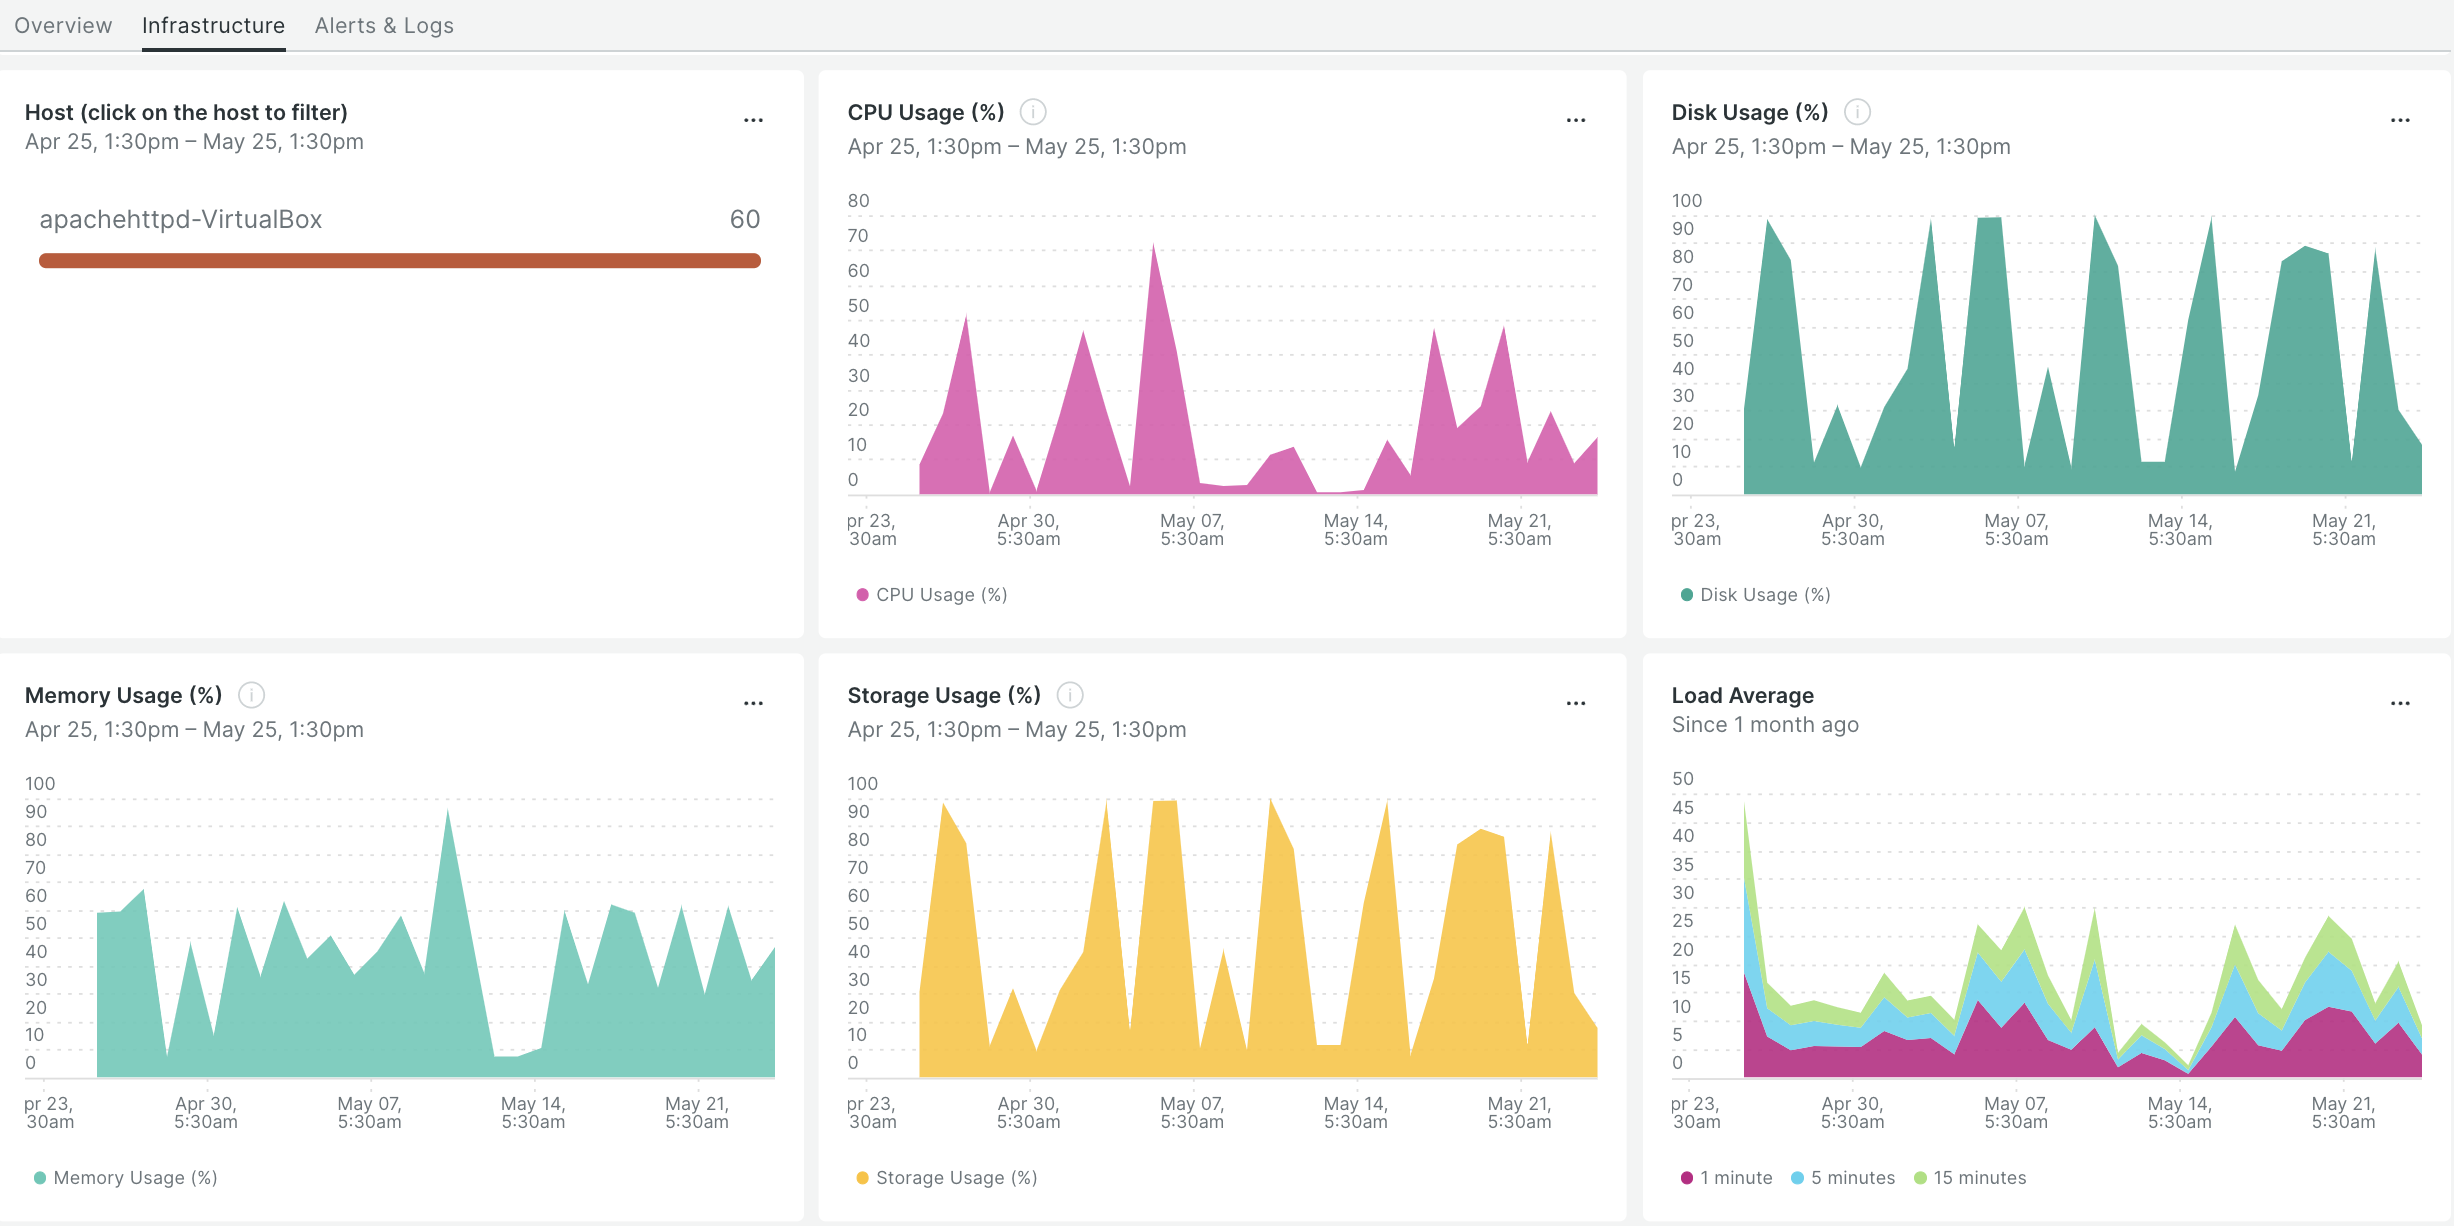 Overview Infrastructure Alerts & Logs
Host (click on the host to filter)
...
Apr 25, 1:30pm – May 25, 1:30pm
apachehttpd-VirtualBox 60
CPU Usage (%) i
...
Apr 25, 1:30pm – May 25, 1:30pm
80
70
60
50
40
30
20
10
0
pr 23, Apr 30, May 07, May 14, May 21,
30am 5:30am 5:30am 5:30am 5:30am
CPU Usage (%)
Disk Usage (%) i
...
Apr 25, 1:30pm – May 25, 1:30pm
100
90
80
70
60
50
40
30
20
10
0
pr 23, Apr 30, May 07, May 14, May 21,
30am 5:30am 5:30am 5:30am 5:30am
Disk Usage (%)
Memory Usage (%) i
...
Apr 25, 1:30pm – May 25, 1:30pm
100
90
80
70
60
50
40
30
20
10
0
pr 23, Apr 30, May 07, May 14, May 21,
30am 5:30am 5:30am 5:30am 5:30am
Memory Usage (%)
Storage Usage (%) i
...
Apr 25, 1:30pm – May 25, 1:30pm
100
90
80
70
60
50
40
30
20
10
0
pr 23, Apr 30, May 07, May 14, May 21,
30am 5:30am 5:30am 5:30am 5:30am
Storage Usage (%)
Load Average
...
Since 1 month ago
50
45
40
35
30
25
20
15
10
5
0
pr 23, Apr 30, May 07, May 14, May 21,
30am 5:30am 5:30am 5:30am 5:30am
1 minute 5 minutes 15 minutes